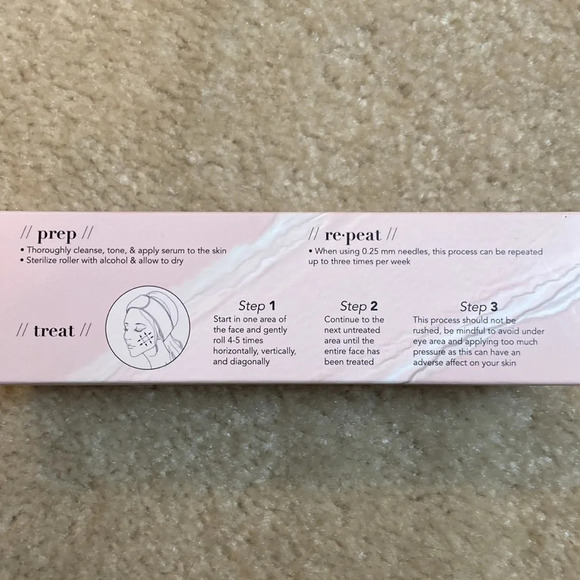 // prep //
• Thoroughly cleanse, tone, & apply serum to the skin
• Sterilize roller with alcohol & allow to dry
// re•peat //
• When using 0.25 mm needles, this process can be repeated
up to three times per week
// treat //
Step 1
Start in one area of
the face and gently
roll 4-5 times
horizontally, vertically,
and diagonally
Step 2
Continue to the
next untreated
area until the
entire face has
been treated
Step 3
This process should not be
rushed, be mindful to avoid under
eye area and applying too much
pressure as this can have an
adverse affect on your skin